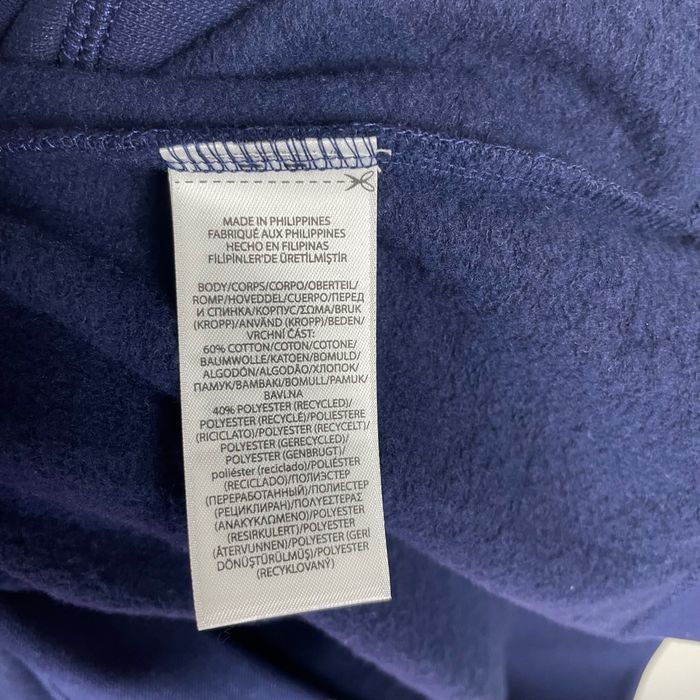 MADE IN PHILIPPINES
FABRIQUÉ AUX PHILIPPINES
HECHO EN FILIPINAS
FİLİPİNLER'DE ÜRETİLMİŞTİR
BODY/CORPS/CORPO/OBERTEIL/
ROMP/HOVEDDEL/CUERPO/ПЕРЕД
И СПИНКА/КОРПУС/ΣΩΜΑ/BRUK
(KROPP)/ANVÄND (KROPP)/BEDEN/
VRCHNÍ ČÁST:
60% COTTON/COTON/COTONE/
BAUMWOLLE/KATOEN/BOMULD/
ALGODÓN/ALGODÃO/ХЛОПОК/
ПАМУК/ΒΑΜΒΑΚΙ/BOMULL/PAMUK/
BAVLNA
40% POLYESTER (RECYCLED)/
POLYESTER (RECYCLÉ)/POLIESTERE
(RICICLATO)/POLYESTER (RECYCELT)/
POLYESTER (GERECYCLED)/
POLYESTER (GENBRUGT)/
poliéster (reciclado)/POLIÉSTER
(RECICLADO)/ПОЛИЭСТЕР
(ПЕРЕРАБОТАННЫЙ)/ПОЛИЕСТЕР
(РЕЦИКЛИРАН)/ΠΟΛΥΕΣΤΕΡΑΣ
(ΑΝΑΚΥΚΛΩΜΕΝΟ)/POLYESTER
(RESIRKULERT)/POLYESTER
(ÅTERVUNNEN)/POLYESTER (GERİ
DÖNÜŞTÜRÜLMÜŞ)/POLYESTER
(RECYKLOVANÝ)